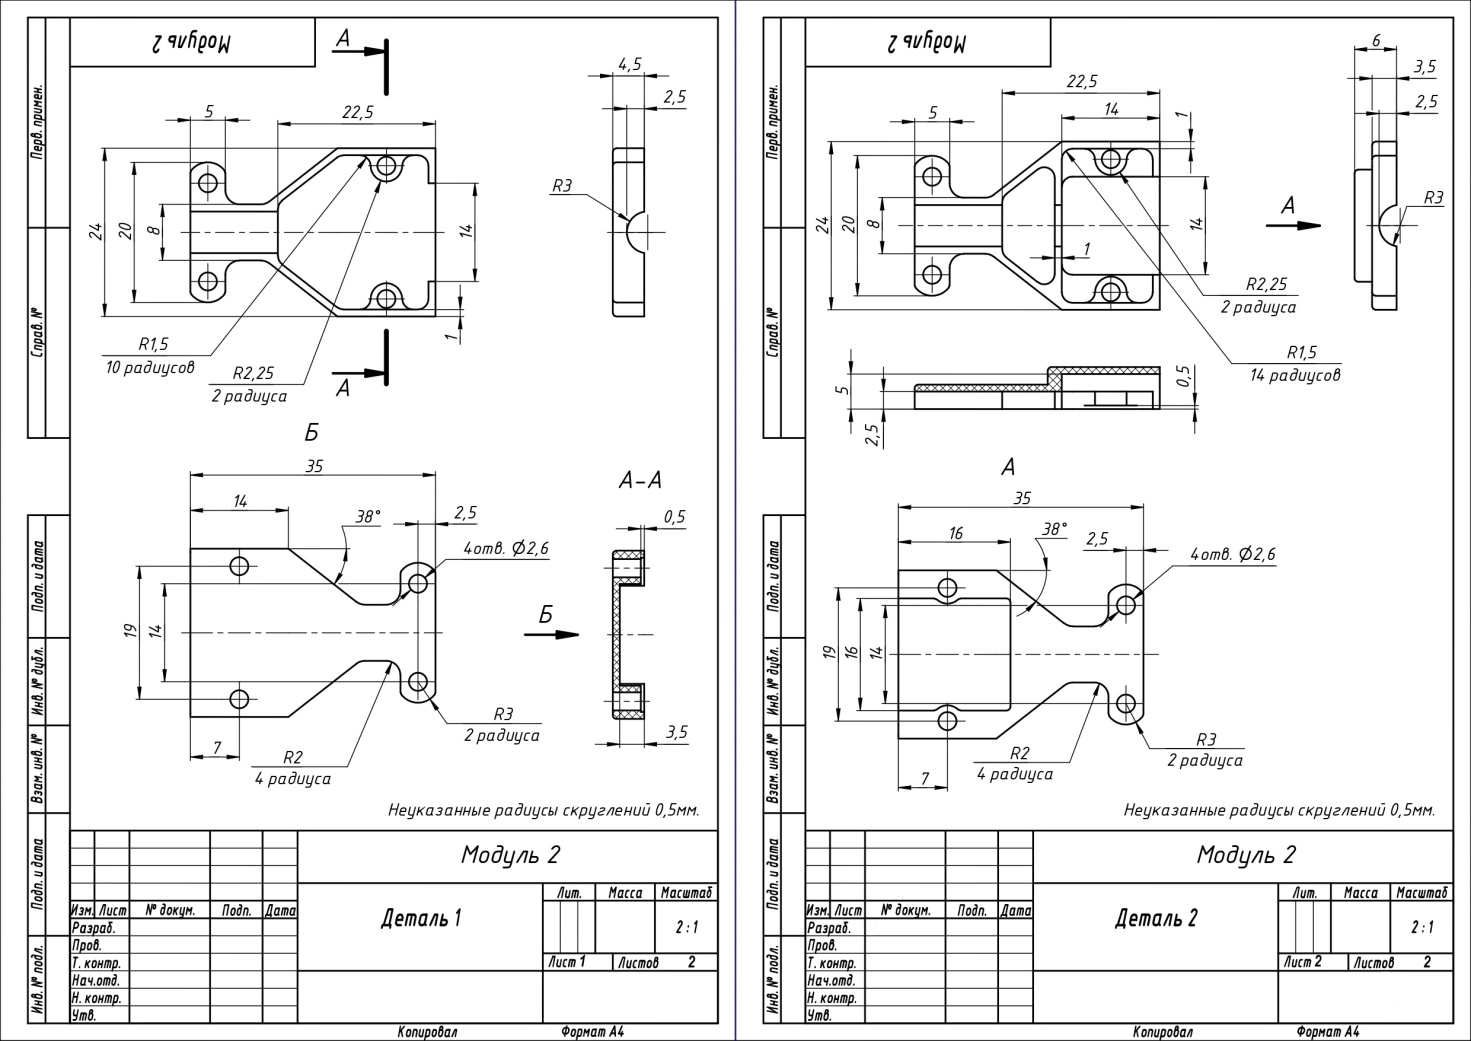 Модуль 2
Перв. примен.
Справ. №
Подп. и дата
Инв. № дубл.
Взам. инв. №
Подп. и дата
Инв. № подл.
А
А
5
22,5
24
20
8
14
1
R1,5
10 радиусов
R2,25
2 радиуса
4,5
2,5
R3
Б
35
14
38°
2,5
4отв. Ø2,6
19
14
7
R2
4 радиуса
R3
2 радиуса
А-А
0,5
Б
3,5
Неуказанные радиусы скруглений 0,5мм.
Модуль 2
Деталь 1
Лит.
Масса
Масштаб
2:1
Лист 1
Листов 2
Изм. Лист № докум. Подп. Дата
Разраб.
Пров.
Т. контр.
Нач.отд.
Н. контр.
Утв.
Копировал
Формат А4
Модуль 2
Перв. примен.
Справ. №
Подп. и дата
Инв. № дубл.
Взам. инв. №
Подп. и дата
Инв. № подл.
5
22,5
14
1
24
20
8
14
1
R2,25
2 радиуса
R1,5
14 радиусов
6
3,5
2,5
R3
А
5
2,5
0,5
А
35
16
38°
2,5
4отв. Ø2,6
19
16
14
7
R2
4 радиуса
R3
2 радиуса
Неуказанные радиусы скруглений 0,5мм.
Модуль 2
Деталь 2
Лит.
Масса
Масштаб
2:1
Лист 2
Листов 2
Изм. Лист № докум. Подп. Дата
Разраб.
Пров.
Т. контр.
Нач.отд.
Н. контр.
Утв.
Копировал
Формат А4